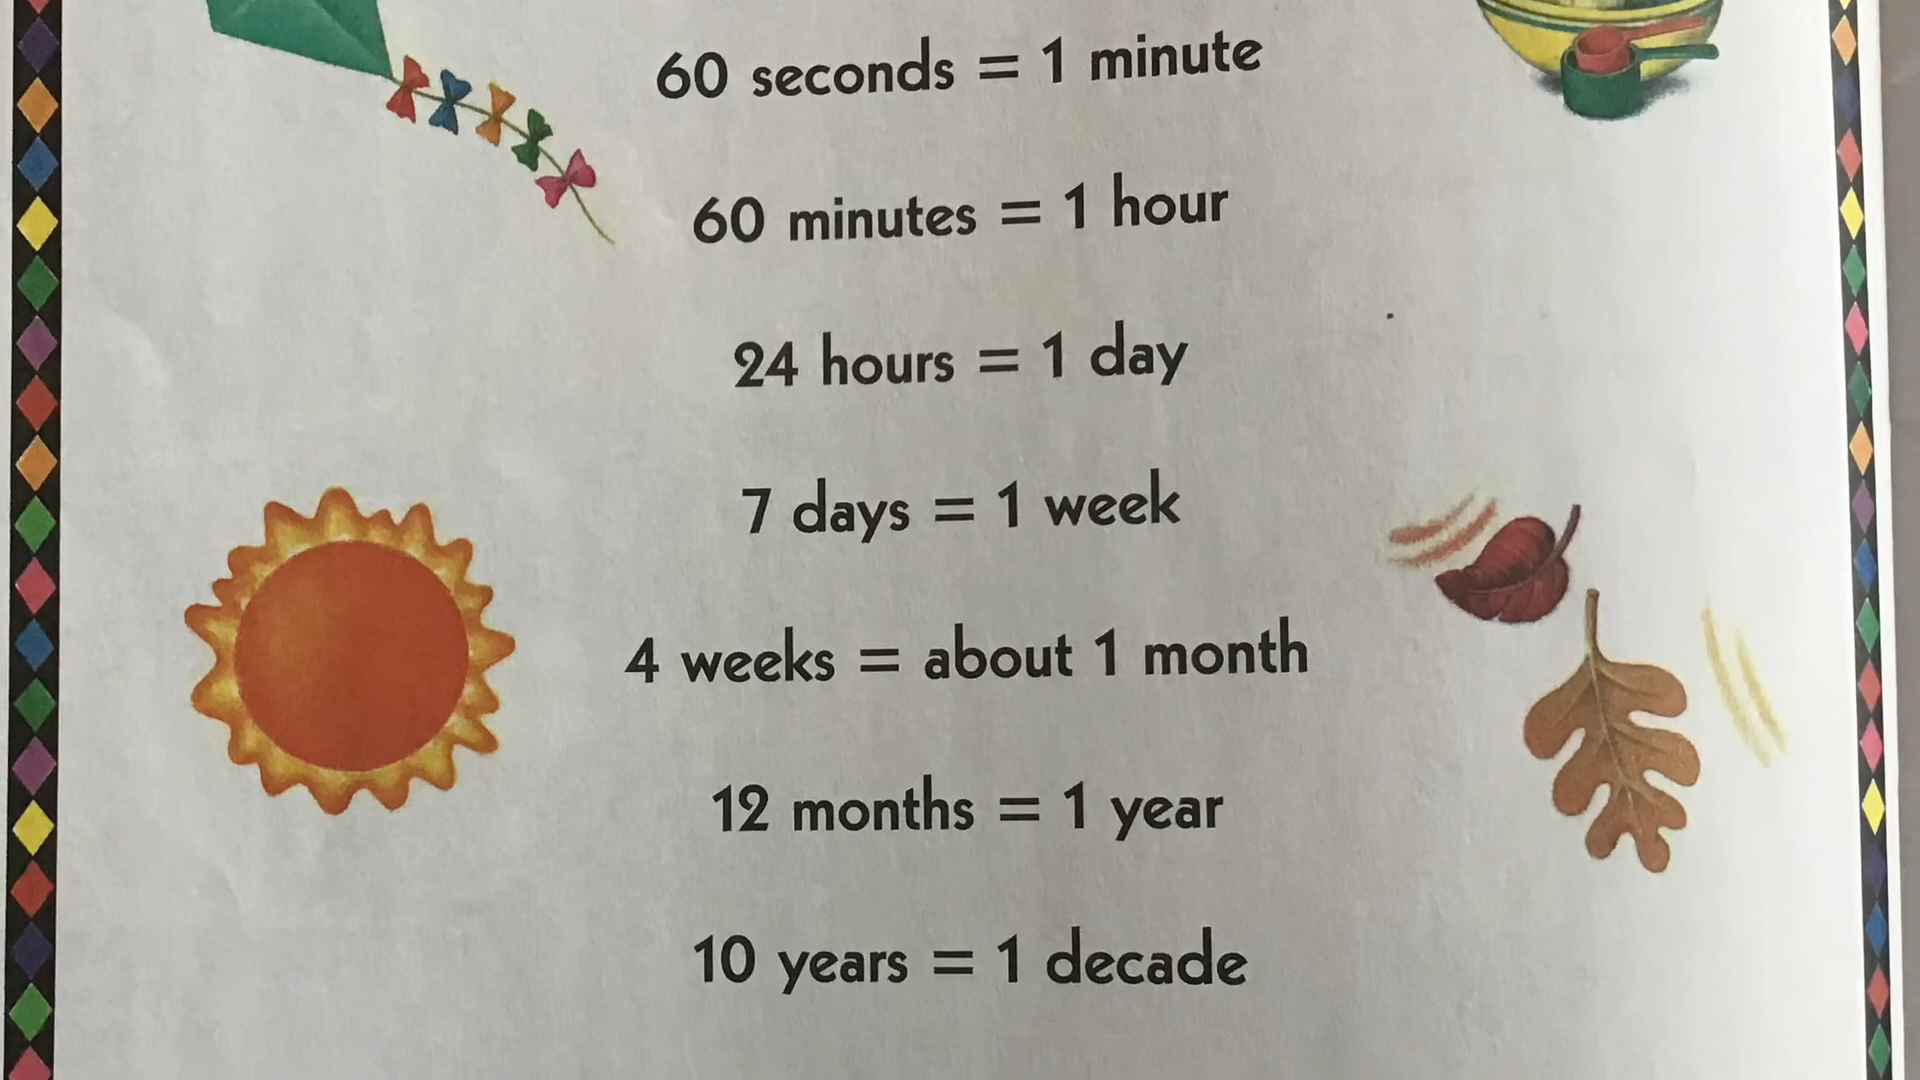 60 seconds = 1 minute
60 minutes = 1 hour
24 hours = 1 day
7 days = 1 week
4 weeks = about 1 month
12 months = 1 year
10 years = 1 decade